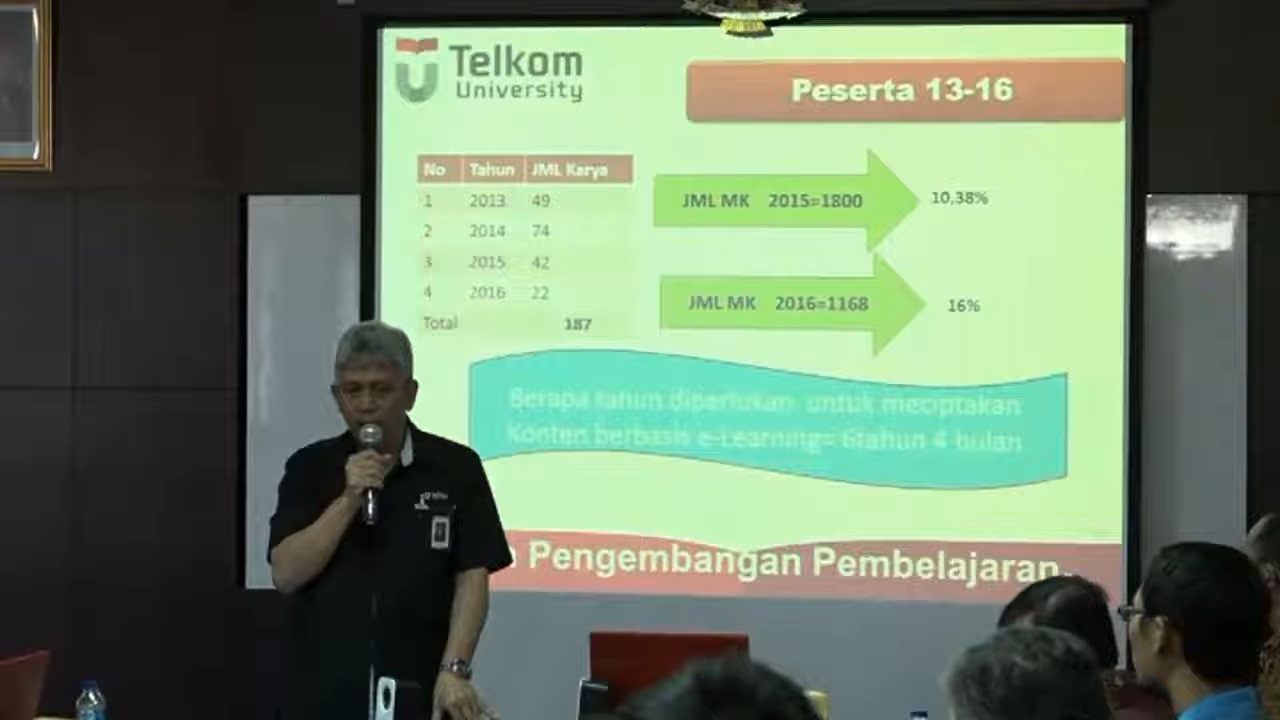 Telkom
University
Peserta 13-16
No Tahun JML Karya
1 2013 49
2 2014 74
3 2015 42
4 2016 22
Total 187
JML MK 2015=1800
10,38%
JML MK 2016=1168
16%
Berapa tahun diperlukan untuk meciptakan
Konten berbasis e-Learning= 6tahun 4 bulan
Pengembangan Pembelajaran